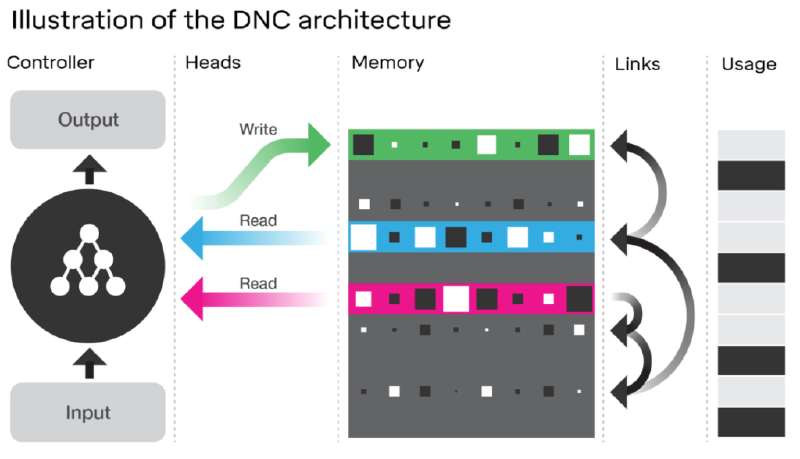 Illustration of the DNC architecture
Controller
Heads
Memory
Links
Usage
Output
Write
Read
Read
Input